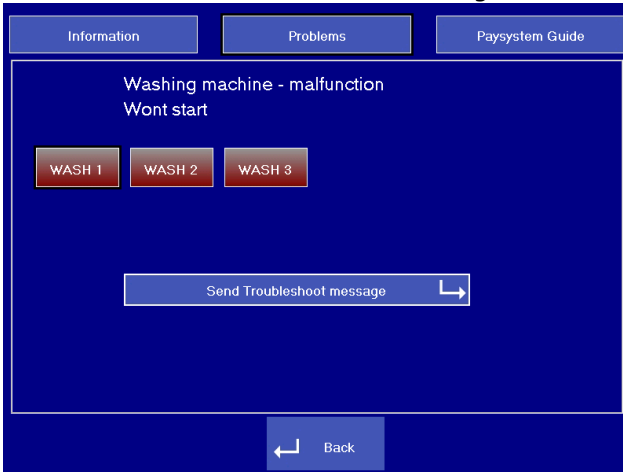 Information
Problems
Paysystem Guide
Washing machine - malfunction
Wont start
WASH 1
WASH 2
WASH 3
Send Troubleshoot message
Back